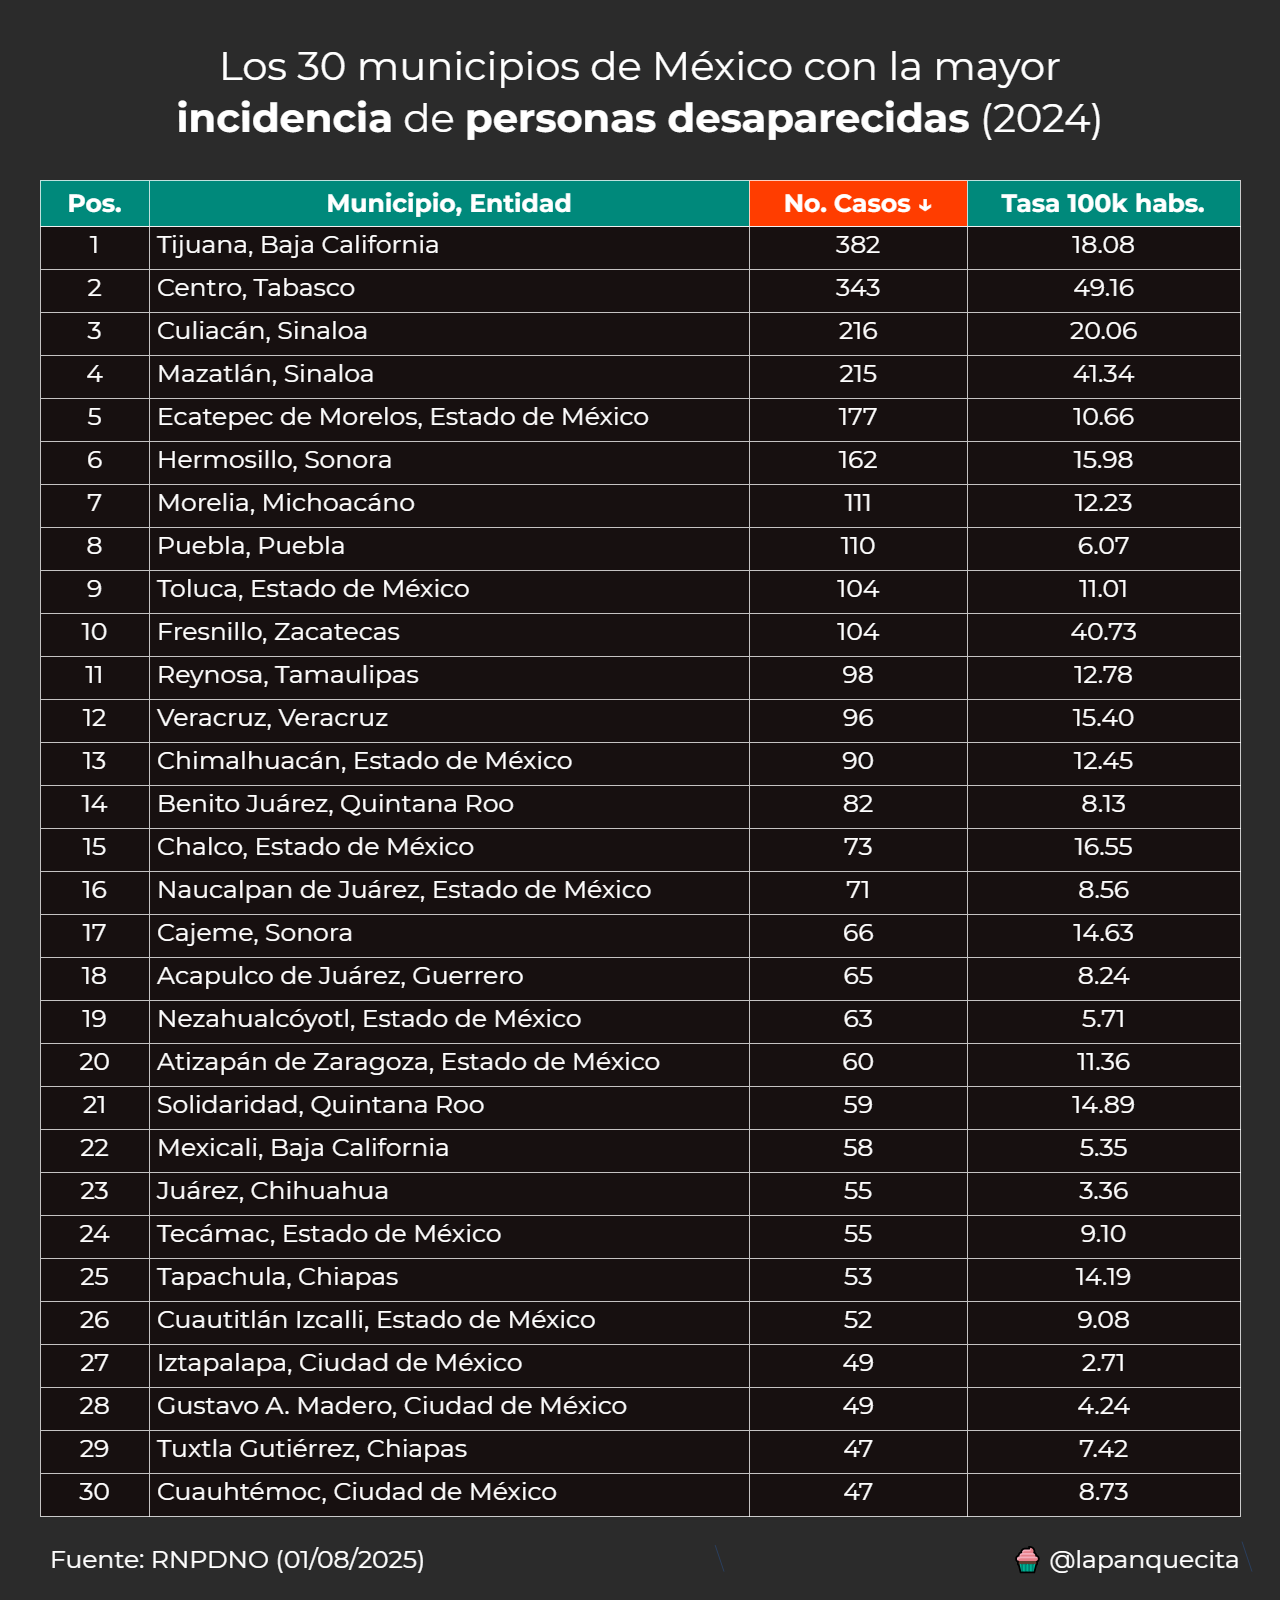 Los 30 municipios de México con la mayor
incidencia de personas desaparecidas (2024)
Pos. Municipio, Entidad No. Casos ↓ Tasa 100k habs.
1 Tijuana, Baja California 382 18.08
2 Centro, Tabasco 343 49.16
3 Culiacán, Sinaloa 216 20.06
4 Mazatlán, Sinaloa 215 41.34
5 Ecatepec de Morelos, Estado de México 177 10.66
6 Hermosillo, Sonora 162 15.98
7 Morelia, Michoacáno 111 12.23
8 Puebla, Puebla 110 6.07
9 Toluca, Estado de México 104 11.01
10 Fresnillo, Zacatecas 104 40.73
11 Reynosa, Tamaulipas 98 12.78
12 Veracruz, Veracruz 96 15.40
13 Chimalhuacán, Estado de México 90 12.45
14 Benito Juárez, Quintana Roo 82 8.13
15 Chalco, Estado de México 73 16.55
16 Naucalpan de Juárez, Estado de México 71 8.56
17 Cajeme, Sonora 66 14.63
18 Acapulco de Juárez, Guerrero 65 8.24
19 Nezahualcóyotl, Estado de México 63 5.71
20 Atizapán de Zaragoza, Estado de México 60 11.36
21 Solidaridad, Quintana Roo 59 14.89
22 Mexicali, Baja California 58 5.35
23 Juárez, Chihuahua 55 3.36
24 Tecámac, Estado de México 55 9.10
25 Tapachula, Chiapas 53 14.19
26 Cuautitlán Izcalli, Estado de México 52 9.08
27 Iztapalapa, Ciudad de México 49 2.71
28 Gustavo A. Madero, Ciudad de México 49 4.24
29 Tuxtla Gutiérrez, Chiapas 47 7.42
30 Cuauhtémoc, Ciudad de México 47 8.73
Fuente: RNPDNO (01/08/2025) @lapanquecita